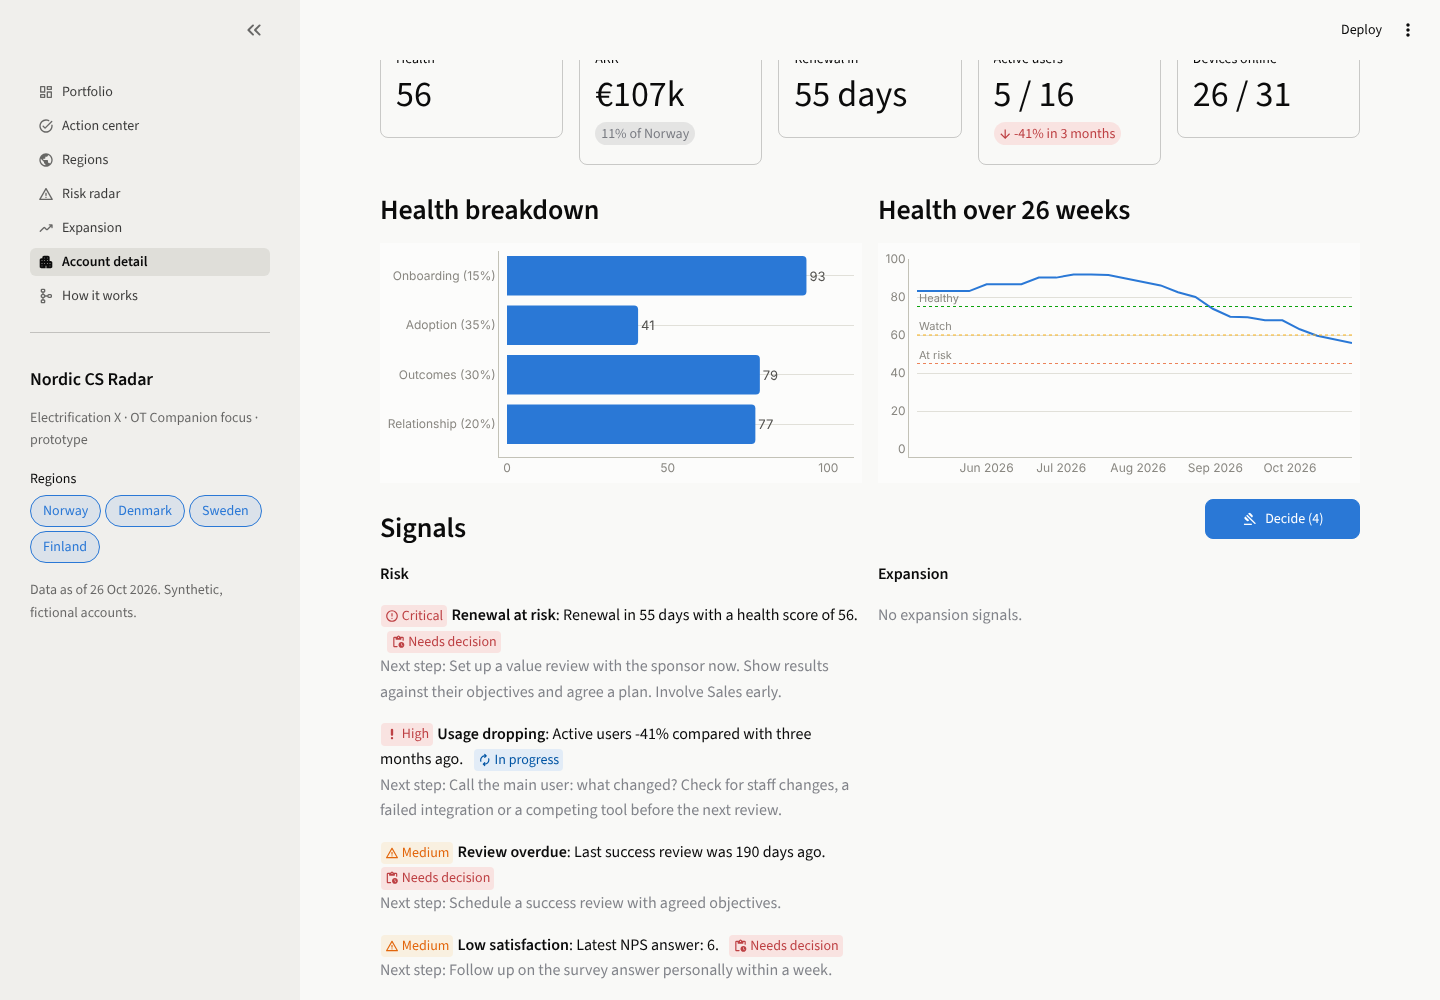 Deploy
Portfolio
Action center
Regions
Risk radar
Expansion
Account detail
How it works
Nordic CS Radar
Electrification X · OT Companion focus ·
prototype
Regions
Norway
Denmark
Sweden
Finland
Data as of 26 Oct 2026. Synthetic,
fictional accounts.
Health
56
ARR
€107k
11% of Norway
Renewal in
55 days
Active users
5 / 16
-41% in 3 months
Devices online
26 / 31
Health breakdown
Onboarding (15%)
93
Adoption (35%)
41
Outcomes (30%)
79
Relationship (20%)
77
0
50
100
Health over 26 weeks
100
80
60
40
20
0
Healthy
Watch
At risk
Jun 2026
Jul 2026
Aug 2026
Sep 2026
Oct 2026
Signals
Decide (4)
Risk
Critical Renewal at risk: Renewal in 55 days with a health score of 56.
Needs decision
Next step: Set up a value review with the sponsor now. Show results
against their objectives and agree a plan. Involve Sales early.
High Usage dropping: Active users -41% compared with three
months ago. In progress
Next step: Call the main user: what changed? Check for staff changes, a
failed integration or a competing tool before the next review.
Medium Review overdue: Last success review was 190 days ago.
Needs decision
Next step: Schedule a success review with agreed objectives.
Medium Low satisfaction: Latest NPS answer: 6. Needs decision
Next step: Follow up on the survey answer personally within a week.
Expansion
No expansion signals.